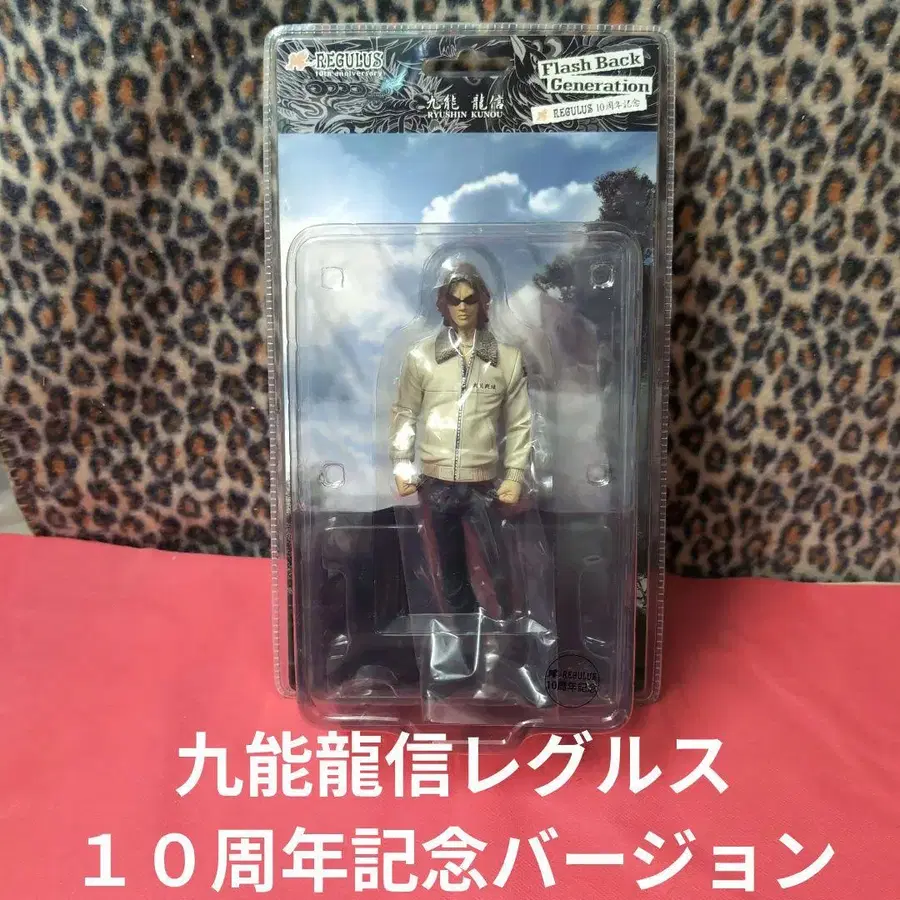 REGULUS
10th anniversary
九能 龍信
RYUSHIN KUNOU
Flash Back
Generation
REGULUS 10周年記念
REGULUS
10周年記念
九能龍信レグルス
１０周年記念バージョン